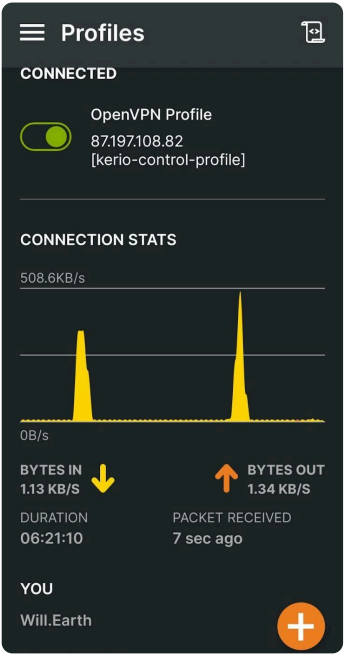 Profiles
CONNECTED
OpenVPN Profile
87.197.108.82
[kerio-control-profile]
CONNECTION STATS
508.6KB/s
0B/s
BYTES IN
1.13 KB/S
BYTES OUT
1.34 KB/S
DURATION
06:21:10
PACKET RECEIVED
7 sec ago
YOU
Will.Earth